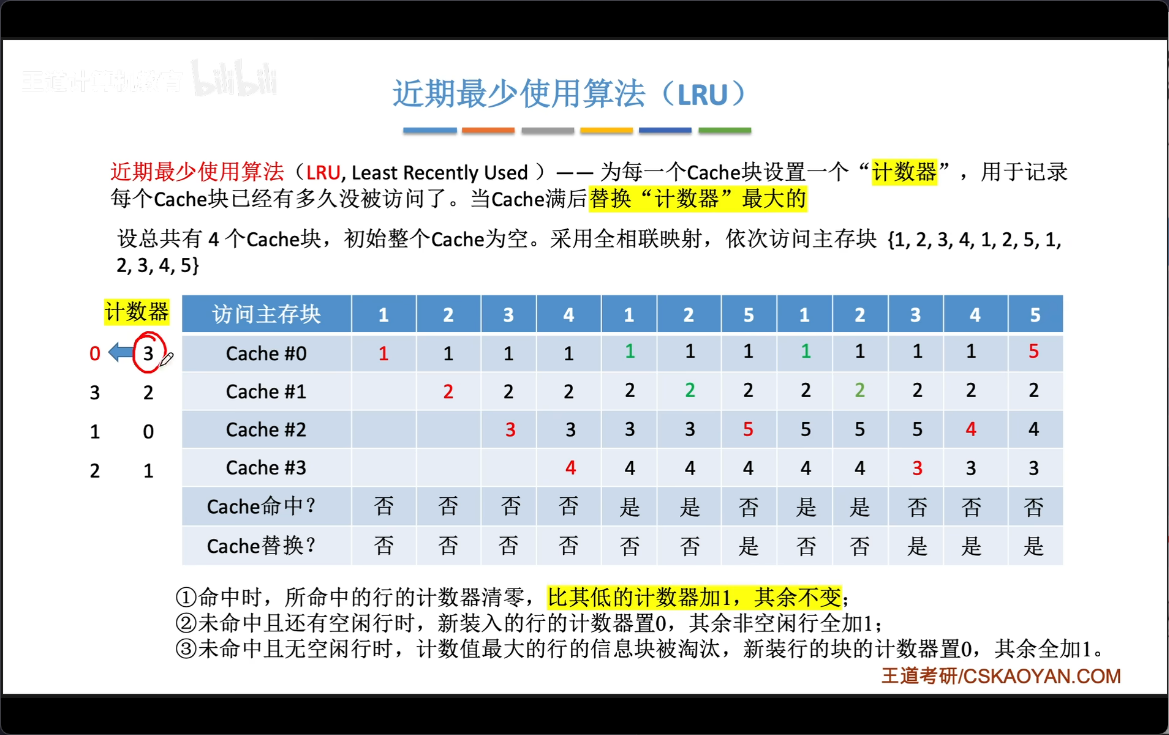 近期最少使用算法（LRU）
近期最少使用算法（LRU, Least Recently Used ）—— 为每一个Cache块设置一个“计数器”，用于记录
每个Cache块已经有多久没被访问了。当Cache满后替换“计数器”最大的
设总共有 4 个Cache块，初始整个Cache为空。采用全相联映射，依次访问主存块 {1, 2, 3, 4, 1, 2, 5, 1,
2, 3, 4, 5}
计数器 访问主存块 1 2 3 4 1 2 5 1 2 3 4 5
0 3 Cache #0 1 1 1 1 1 1 1 1 1 1 1 5
3 2 Cache #1 2 2 2 2 2 2 2 2 2 2 2
1 0 Cache #2 3 3 3 3 5 5 5 5 4 4
2 1 Cache #3 4 4 4 4 4 4 3 3 3
Cache命中？ 否 否 否 否 是 是 否 是 是 否 否 否
Cache替换？ 否 否 否 否 否 否 是 否 否 是 是 是
①命中时，所命中的行的计数器清零，比其低的计数器加1，其余不变；
②未命中且还有空闲行时，新装入的行的计数器置0，其余非空闲行全加1；
③未命中且无空闲行时，计数值最大的行的信息块被淘汰，新装行的块的计数器置0，其余全加1。
王道考研/CSKAOYAN.COM
bilibili